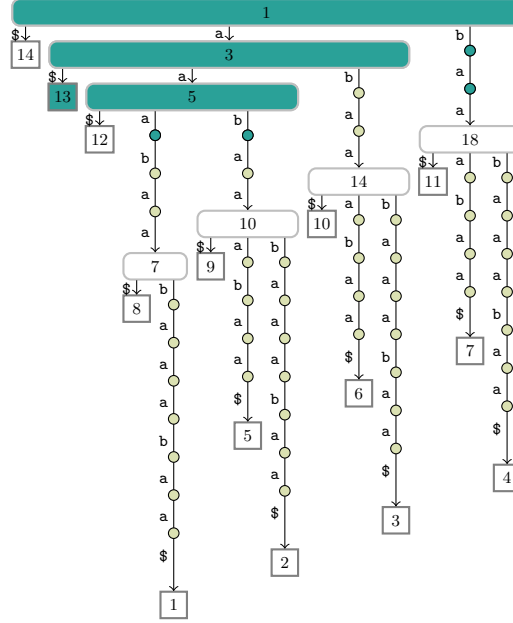 1
$ a b
14 3
$ a b a
13 5
$ a b a a
12 18
b a a $ a b
14 11
a a $ a b b a
7 10 10
a b a a a
$ a b
9
$ b b a a a a a
8
a a a a a $ b
7
a a a $ b a
6
a $ b a a
5
b a a $
4
a a $
3
a $
2
$
1